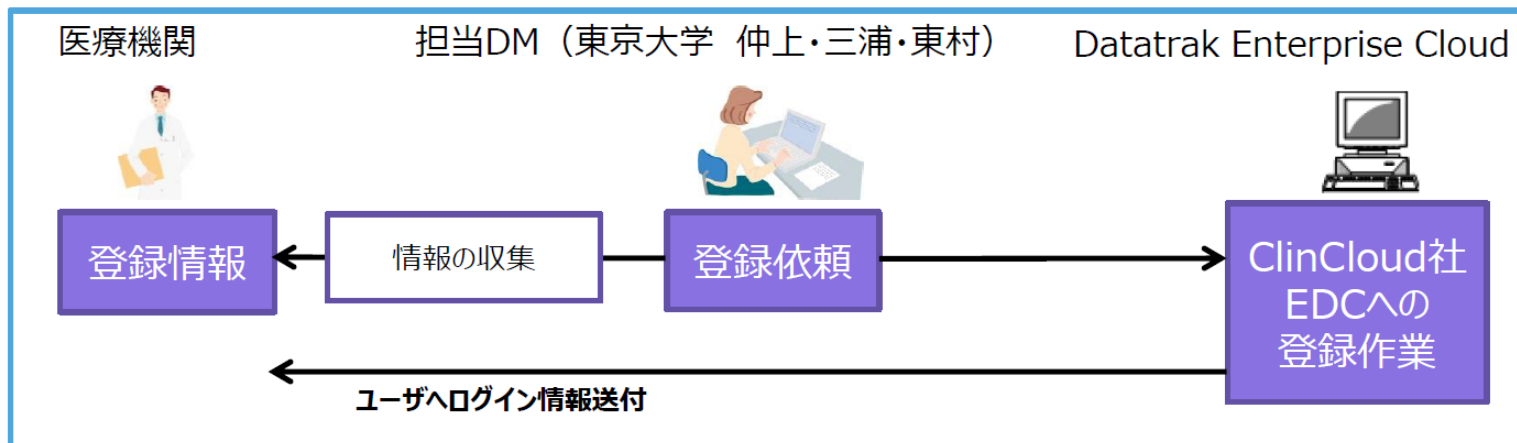 医療機関
担当DM（東京大学 仲上・三浦・東村）
Datatrak Enterprise Cloud
登録情報
情報の収集
登録依頼
ClinCloud社
EDCへの
登録作業
ユーザへログイン情報送付